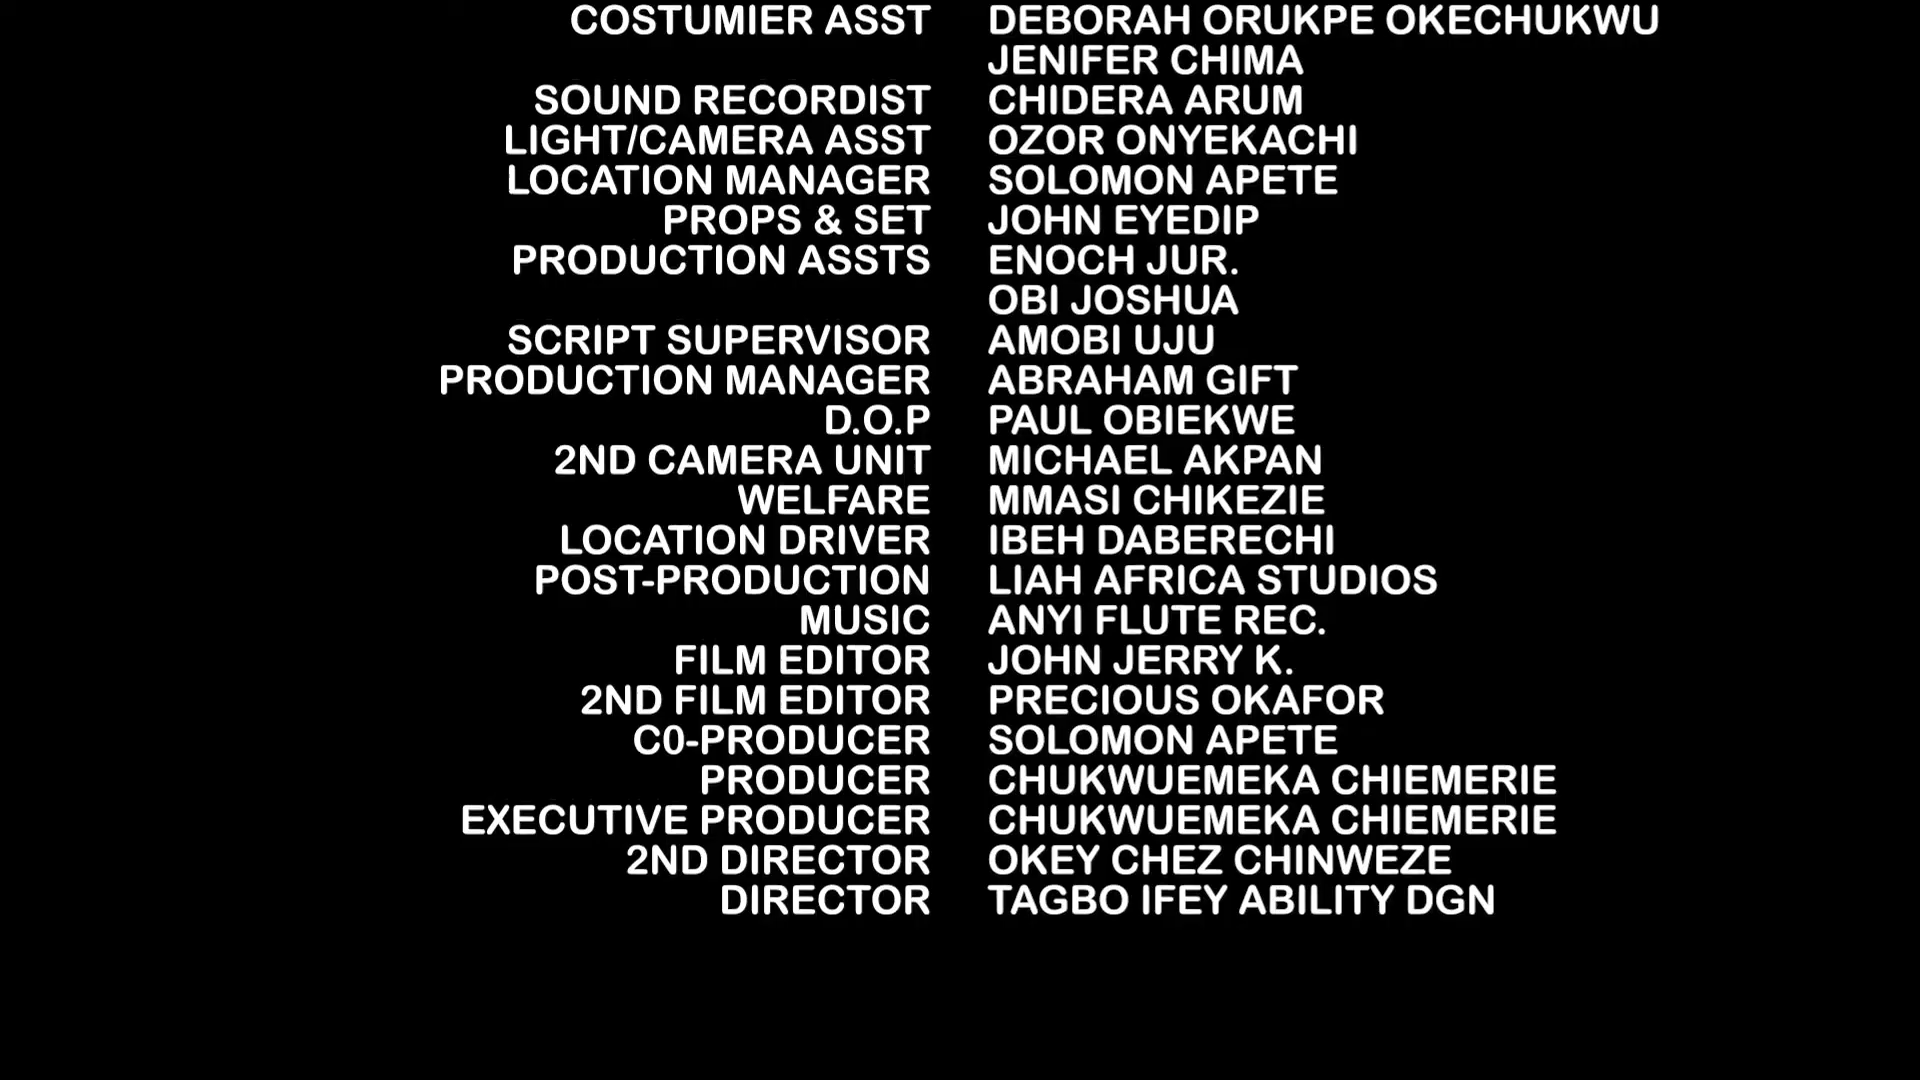 COSTUMIER ASST DEBORAH ORUKPE OKECHUKWU
JENIFER CHIMA
SOUND RECORDIST CHIDERA ARUM
LIGHT/CAMERA ASST OZOR ONYEKACHI
LOCATION MANAGER SOLOMON APETE
PROPS & SET JOHN EYEDIP
PRODUCTION ASSTS ENOCH JUR.
OBI JOSHUA
SCRIPT SUPERVISOR AMOBI UJU
PRODUCTION MANAGER ABRAHAM GIFT
D.O.P PAUL OBIEKWE
2ND CAMERA UNIT MICHAEL AKPAN
WELFARE MMASI CHIKEZIE
LOCATION DRIVER IBEH DABERECHI
POST-PRODUCTION LIAH AFRICA STUDIOS
MUSIC ANYI FLUTE REC.
FILM EDITOR JOHN JERRY K.
2ND FILM EDITOR PRECIOUS OKAFOR
C0-PRODUCER SOLOMON APETE
PRODUCER CHUKWUEMEKA CHIEMERIE
EXECUTIVE PRODUCER CHUKWUEMEKA CHIEMERIE
2ND DIRECTOR OKEY CHEZ CHINWEZE
DIRECTOR TAGBO IFEY ABILITY DGN